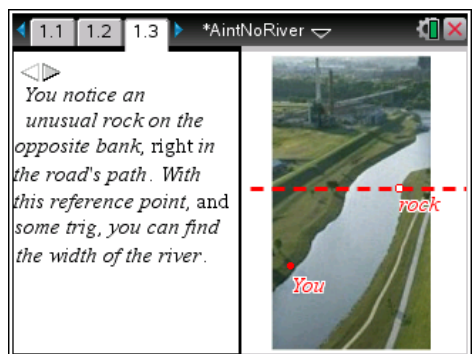 1.1 1.2 1.3 *AintNoRiver
You notice an
unusual rock on the
opposite bank, right in
the road's path. With
this reference point, and
some trig, you can find
the width of the river.
rock
You